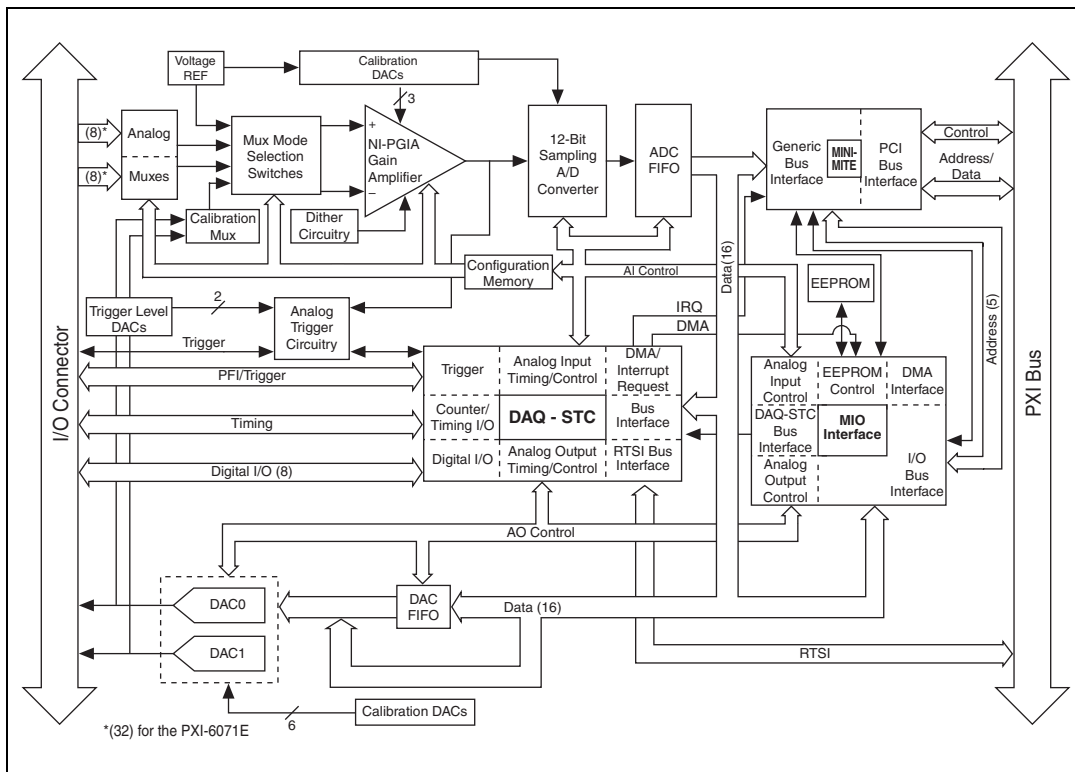 Voltage
REF
Calibration
DACs
3
(8)*
(8)*
Analog
Muxes
Mux Mode
Selection
Switches
+
NI-PGIA
Gain
Amplifier
–
12-Bit
Sampling
A/D
Converter
ADC
FIFO
Generic
Bus
Interface
MINI-
MITE
PCI
Bus
Interface
Control
Address/
Data
Calibration
Mux
Dither
Circuitry
Configuration
Memory
AI Control
Data(16)
EEPROM
Address (5)
IRQ
DMA
Trigger Level
DACs
2
Analog
Trigger
Circuitry
Trigger
PFI/Trigger
Timing
Digital I/O (8)
I/O Connector
PXI Bus
Trigger
Analog Input
Timing/Control
DMA/
Interrupt
Request
Counter/
Timing I/O
DAQ - STC
Bus
Interface
Digital I/O
Analog Output
Timing/Control
RTSI Bus
Interface
Analog
Input
Control
EEPROM
Control
DMA
Interface
DAQ-STC
Bus
Interface
MIO
Interface
Analog
Output
Control
I/O
Bus
Interface
AO Control
DAC0
DAC1
DAC
FIFO
Data (16)
RTSI
6
Calibration DACs
*(32) for the PXI-6071E